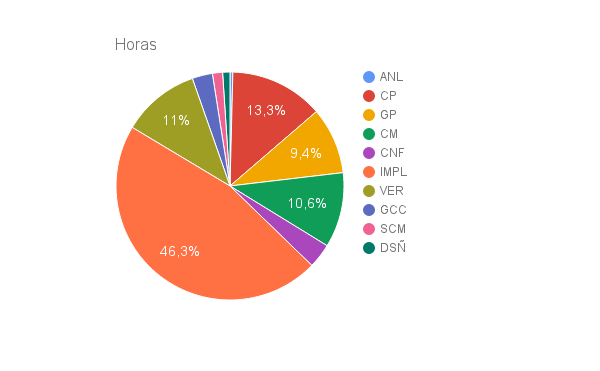 Horas
13,3%
9,4%
10,6%
46,3%
11%
ANL
CP
GP
CM
CNF
IMPL
VER
GCC
SCM
DSÑ